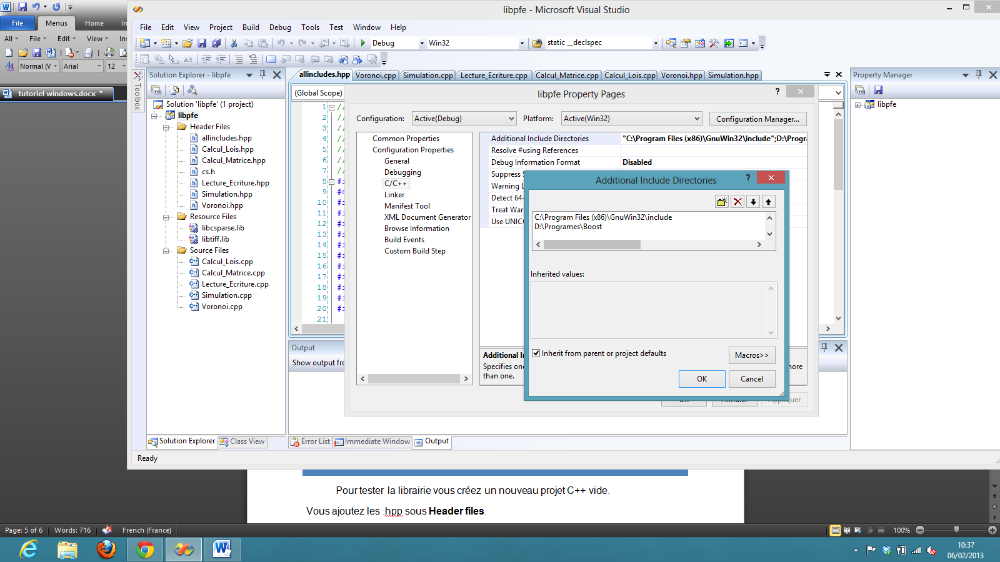 libpfe - Microsoft Visual Studio
File
Menus
Home
In
All File Edit View Ins
Normal (V Arial 12
tutoriel windows.docx *
File Edit View Project Build Debug Tools Test Window Help
Debug Win32 static __declspec
Toolbox
Solution Explorer - libpfe
Solution 'libpfe' (1 project)
libpfe
Header Files
allincludes.hpp
Calcul_Lois.hpp
Calcul_Matrice.hpp
cs.h
Lecture_Ecriture.hpp
Simulation.hpp
Voronoi.hpp
Resource Files
libcsparse.lib
libtiff.lib
Source Files
Calcul_Lois.cpp
Calcul_Matrice.cpp
Lecture_Ecriture.cpp
Simulation.cpp
Voronoi.cpp
Solution Explorer Class View
allincludes.hpp Voronoi.cpp Simulation.cpp Lecture_Ecriture.cpp Calcul_Matrice.cpp Calcul_Lois.cpp Voronoi.hpp Simulation.hpp
(Global Scope)
1 //
2 //
3 //
4 //
5 //
6 //
7 //
8 #i
9 #c
10 #i
11 #i
12 #i
13 #i
14 #i
15 #i
16 #i
17 #i
18 #i
19 #i
20 #i
21
Output
Show output fro
Error List Immediate Window Output
Ready
Property Manager
libpfe
libpfe Property Pages
?
Configuration: Active(Debug) Platform: Active(Win32) Configuration Manager...
Common Properties
Configuration Properties
General
Debugging
C/C++
Linker
Manifest Tool
XML Document Generator
Browse Information
Build Events
Custom Build Step
Additional Include Directories "C:\Program Files (x86)\GnuWin32\include";D:\Progra
Resolve #using References
Debug Information Format Disabled
Suppress S
Warning L
Detect 64-
Treat War
Use UNICO
Additional I
Specifies one more
than one.
OK Annuler Appliquer
Additional Include Directories
?
C:\Program Files (x86)\GnuWin32\include
D:\Programes\Boost
Inherited values:
Inherit from parent or project defaults
Macros>>
OK Cancel
Pour tester la librairie vous créez un nouveau projet C++ vide.
Vous ajoutez les .hpp sous Header files.
Page: 5 of 6 Words: 716 French (France) 100%
10:37
06/02/2013